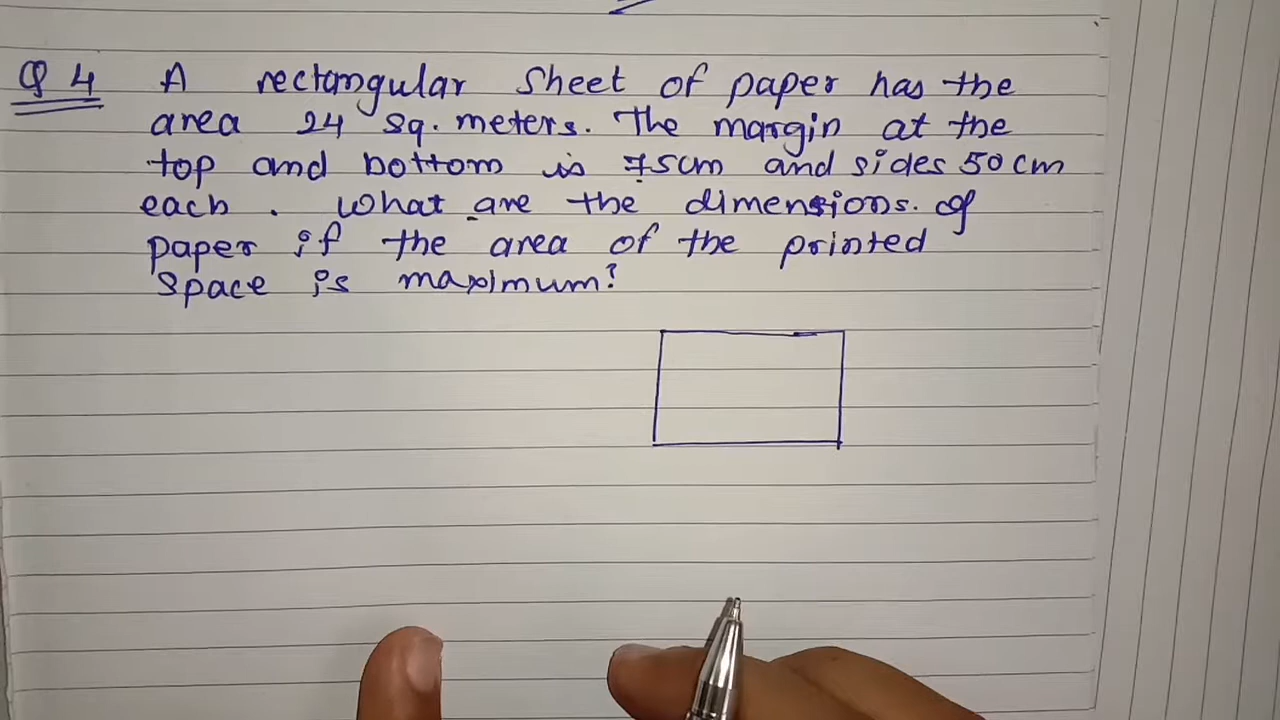 Q 4 A rectangular sheet of paper has the
area 24 sq. meters. The margin at the
top and bottom is 75cm and sides 50 cm
each. What are the dimensions. of
paper if the area of the printed
space is maximum?